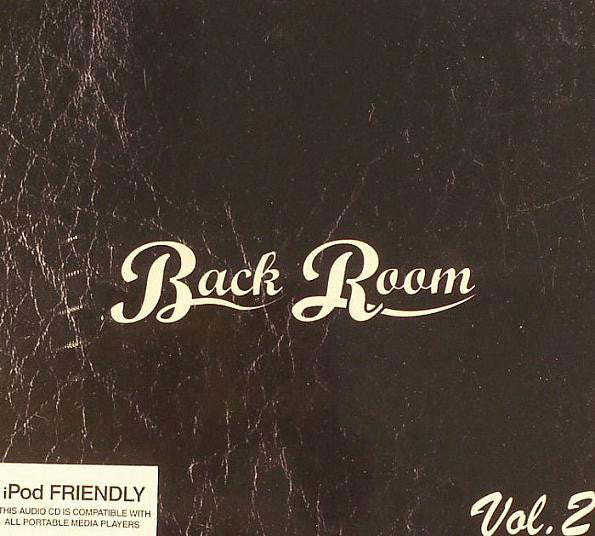 Back Room
iPod FRIENDLY
THIS AUDIO CD IS COMPATIBLE WITH
ALL PORTABLE MEDIA PLAYERS
Vol.2